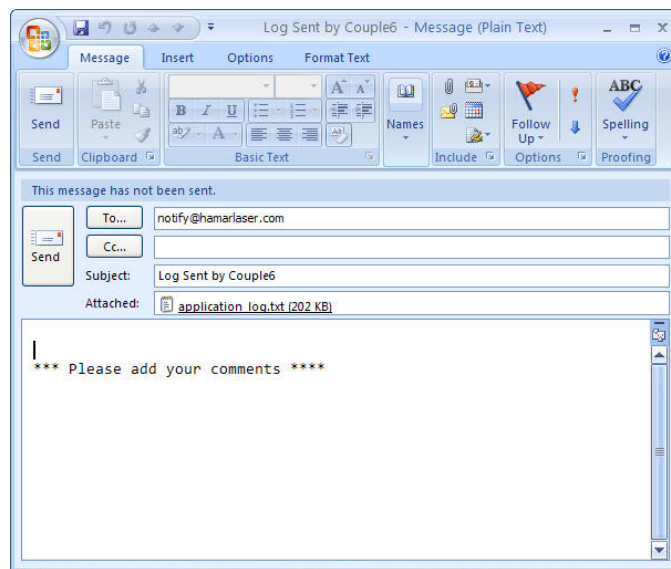 Log Sent by Couple6 - Message (Plain Text)
Message Insert Options Format Text
Send
Paste
B I U
A A
ab A
Names
Follow Up
ABC
Spelling
Send Clipboard Basic Text Include Options Proofing
This message has not been sent.
Send
To... notify@hamarlaser.com
Cc...
Subject: Log Sent by Couple6
Attached: application_log.txt (202 KB)
*** Please add your comments ****